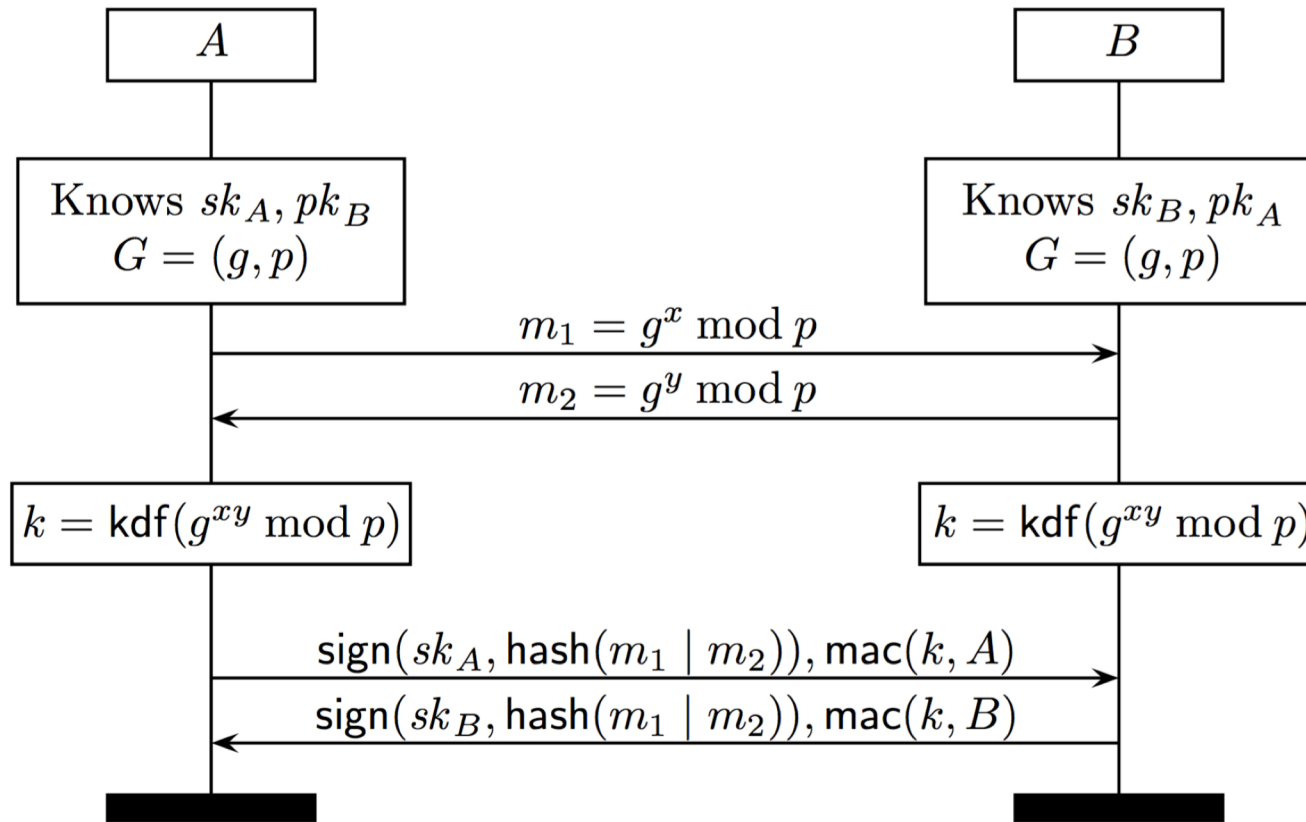 A
B
Knows sk_A, pk_B
G = (g, p)
Knows sk_B, pk_A
G = (g, p)
m_1 = g^x mod p
m_2 = g^y mod p
k = kdf(g^{xy} mod p)
k = kdf(g^{xy} mod p)
sign(sk_A, hash(m_1 | m_2)), mac(k, A)
sign(sk_B, hash(m_1 | m_2)), mac(k, B)